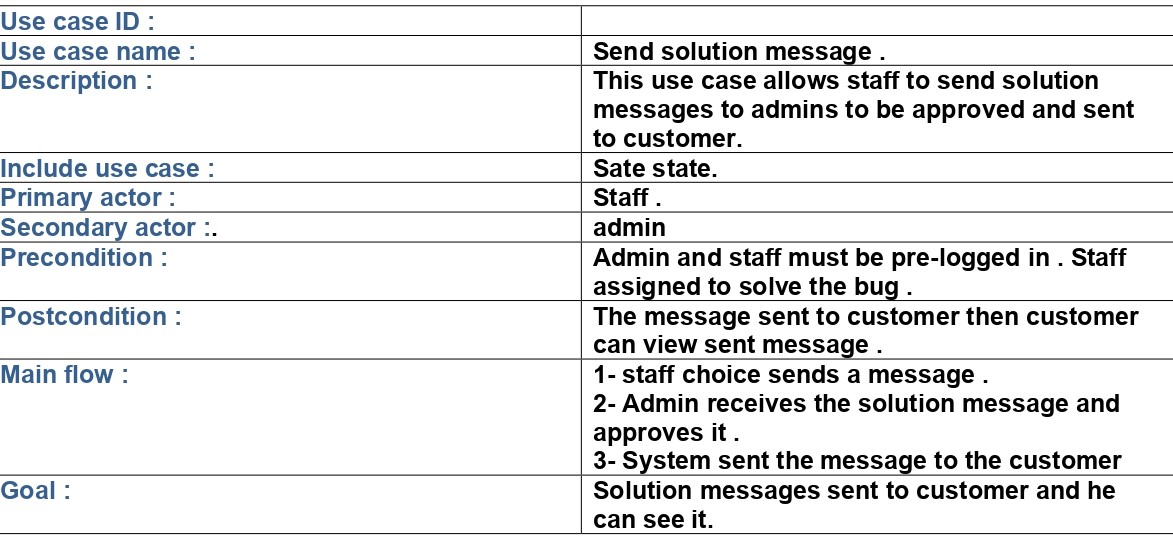 Use case ID :
Use case name :
Send solution message .
Description :
This use case allows staff to send solution
messages to admins to be approved and sent
to customer.
Include use case :
Sate state.
Primary actor :
Staff .
Secondary actor :.
admin
Precondition :
Admin and staff must be pre-logged in . Staff
assigned to solve the bug .
Postcondition :
The message sent to customer then customer
can view sent message .
Main flow :
1- staff choice sends a message .
2- Admin receives the solution message and
approves it .
3- System sent the message to the customer
Goal :
Solution messages sent to customer and he
can see it.